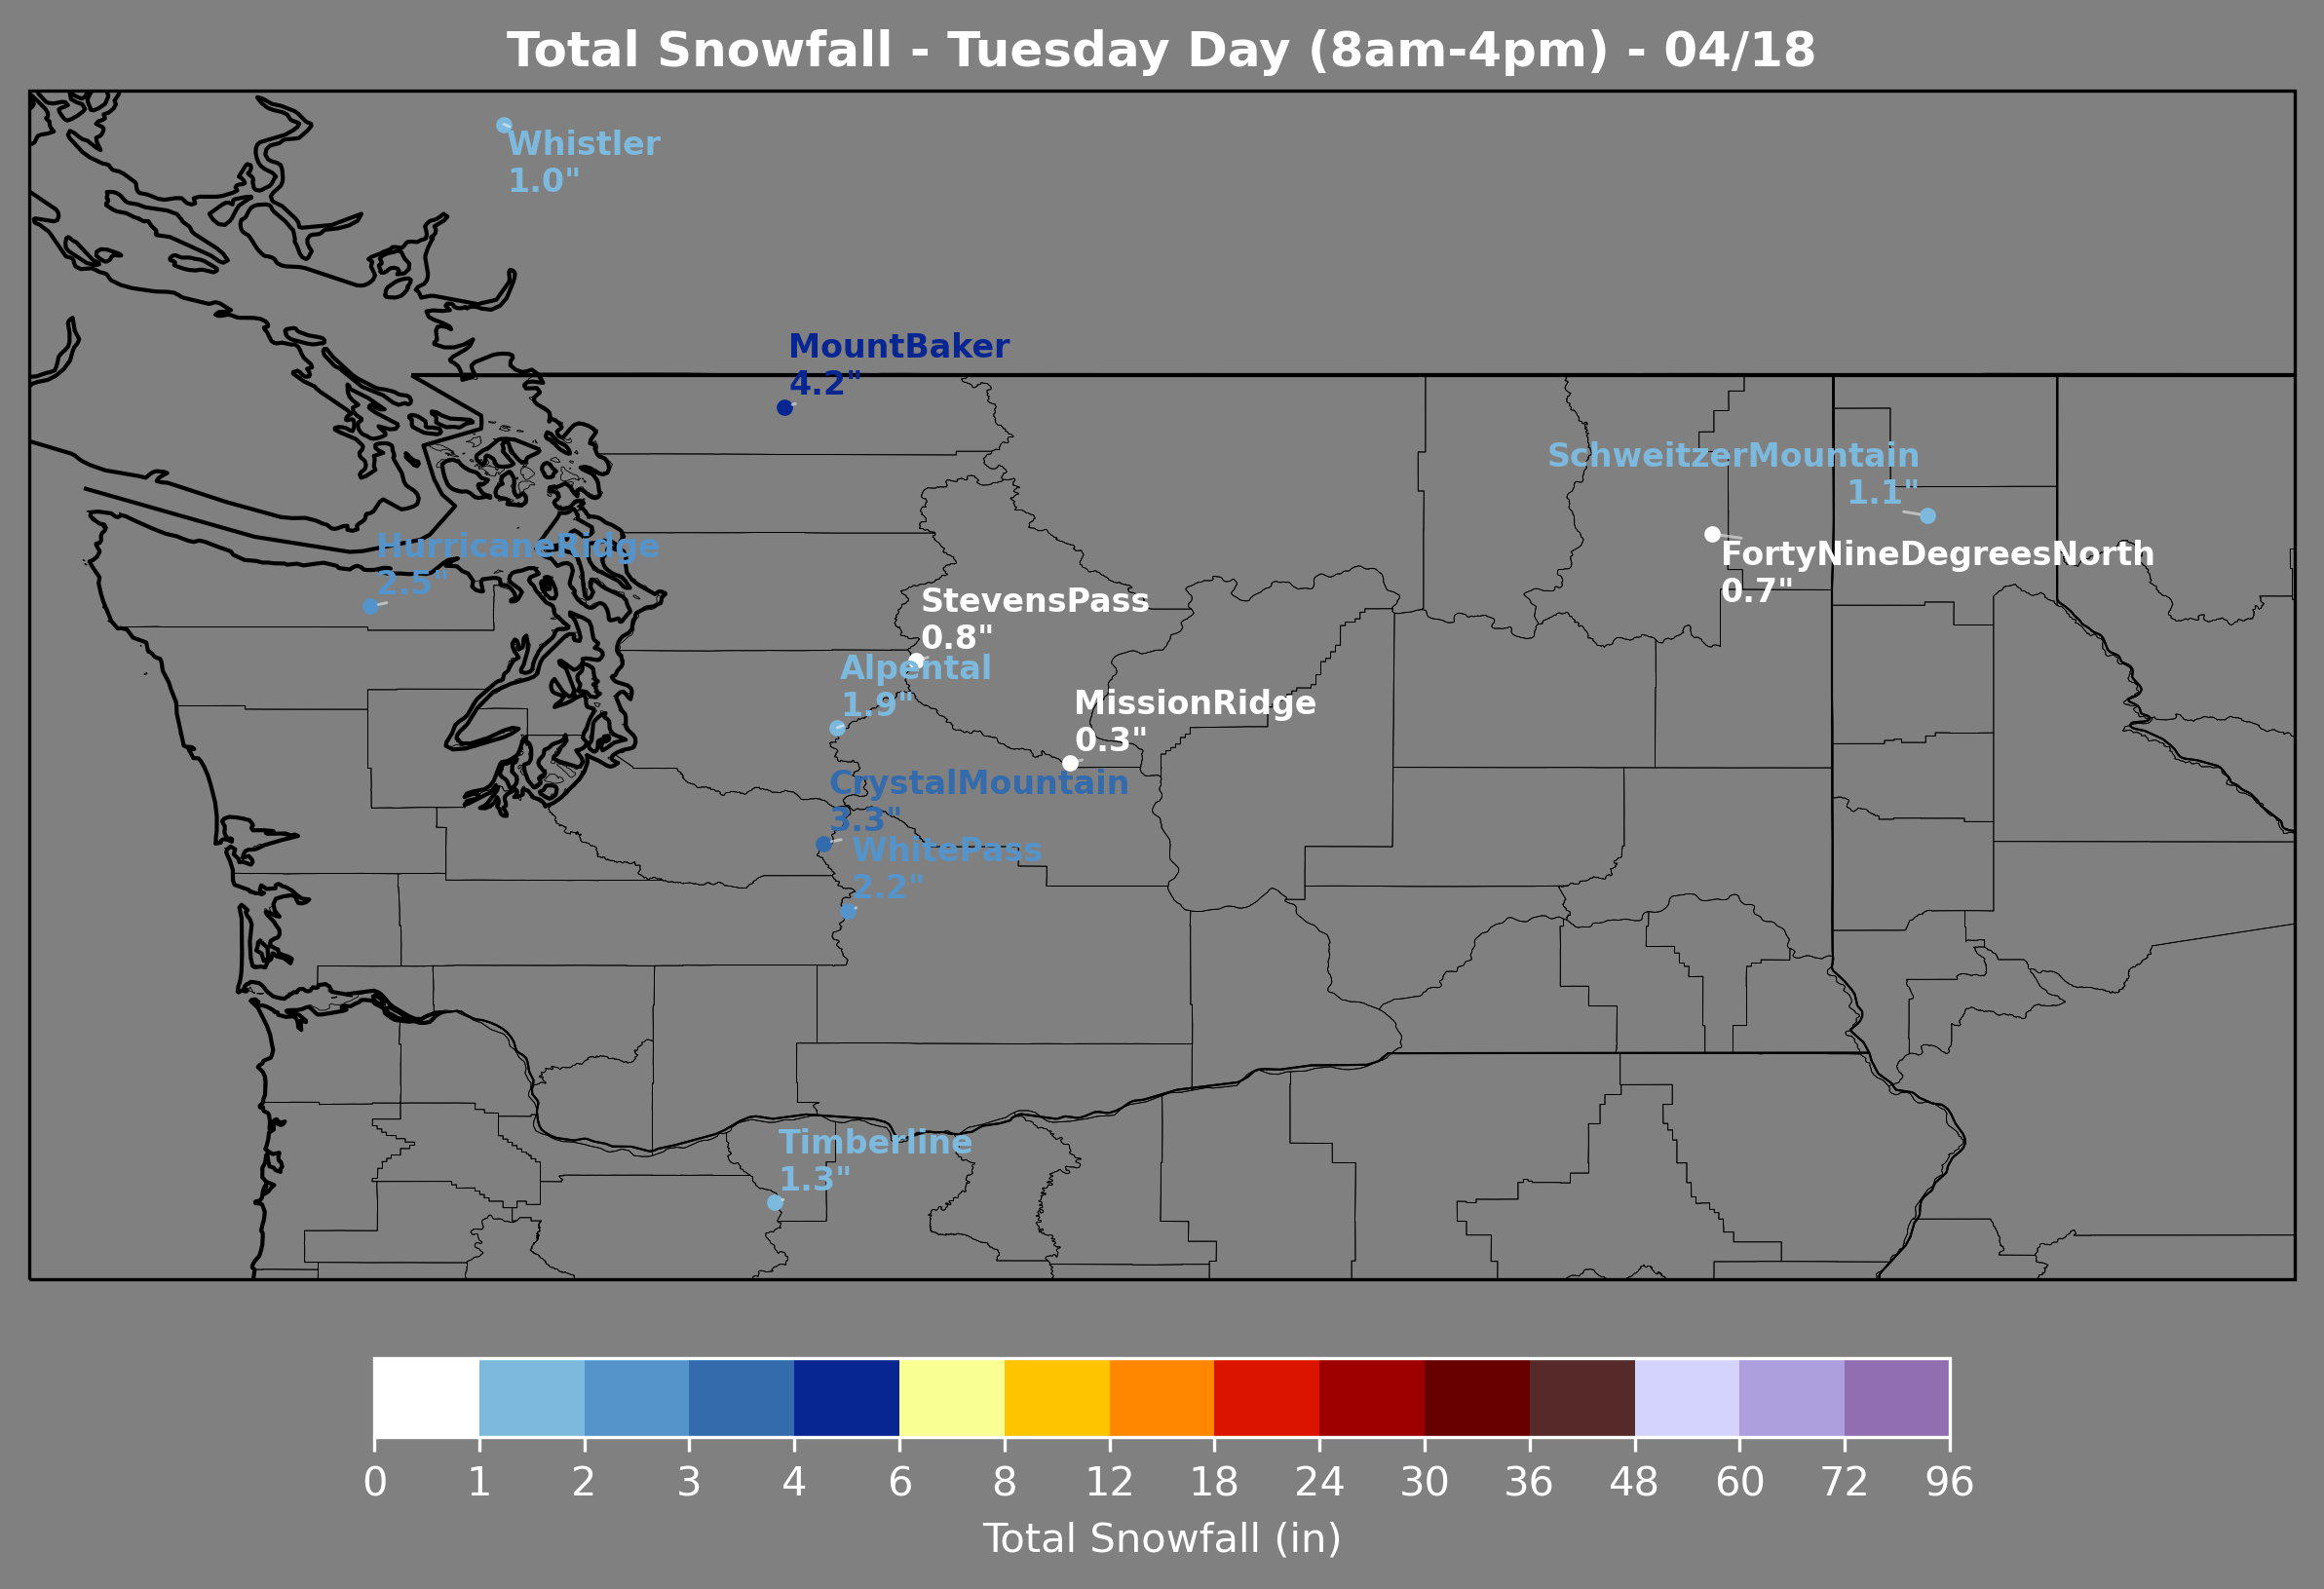 Total Snowfall - Tuesday Day (8am-4pm) - 04/18
Whistler
1.0"
MountBaker
4.2"
SchweitzerMountain
1.1"
HurricaneRidge
2.5"
FortyNineDegreesNorth
0.7"
StevensPass
0.8"
Alpental
1.9"
MissionRidge
0.3"
CrystalMountain
3.3"
WhitePass
2.2"
Timberline
1.3"
0 1 2 3 4 6 8 12 18 24 30 36 48 60 72 96
Total Snowfall (in)